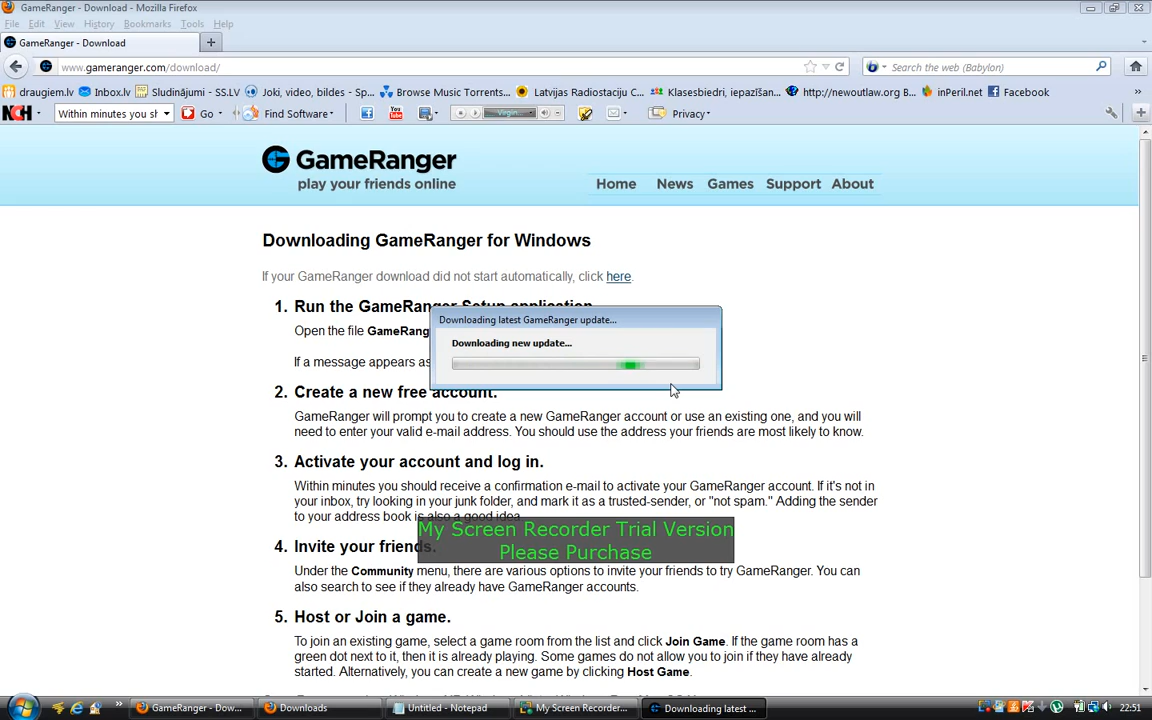 GameRanger - Download - Mozilla Firefox
File Edit View History Bookmarks Tools Help
GameRanger - Download
www.gameranger.com/download/
Search the web (Babylon)
draugiem.lv Inbox.lv Sludinājumi - SS.LV Joki, video, bildes - Sp... Browse Music Torrents... Latvijas Radiostaciju C... Klasesbiedri, iepazīšan... http://newoutlaw.org B... inPeril.net Facebook
NCH Within minutes you sh Go Find Software Virgin... Privacy
GameRanger
play your friends online
Home News Games Support About
Downloading GameRanger for Windows
If your GameRanger download did not start automatically, click here.
1. Run the GameRanger Setup application.
Open the file GameRang
If a message appears as
Downloading latest GameRanger update...
Downloading new update...
2. Create a new free account.
GameRanger will prompt you to create a new GameRanger account or use an existing one, and you will
need to enter your valid e-mail address. You should use the address your friends are most likely to know.
3. Activate your account and log in.
Within minutes you should receive a confirmation e-mail to activate your GameRanger account. If it's not in
your inbox, try looking in your junk folder, and mark it as a trusted-sender, or "not spam." Adding the sender
to your address book is also a good idea
My Screen Recorder Trial Version
Please Purchase
4. Invite your friends.
Under the Community menu, there are various options to invite your friends to try GameRanger. You can
also search to see if they already have GameRanger accounts.
5. Host or Join a game.
To join an existing game, select a game room from the list and click Join Game. If the game room has a
green dot next to it, then it is already playing. Some games do not allow you to join if they have already
started. Alternatively, you can create a new game by clicking Host Game.
GameRanger - Dow... Downloads Untitled - Notepad My Screen Recorder... Downloading latest ... 22:51